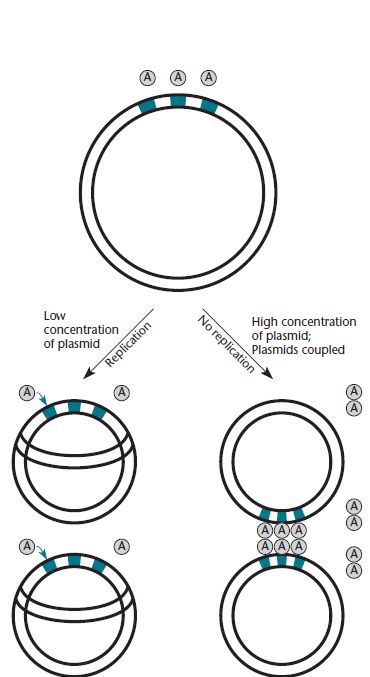 A A A
Low
concentration
of plasmid
Replication
No replication
High concentration
of plasmid;
Plasmids coupled
A A
A
A
A
A
A A A
A A A
A A
A
A